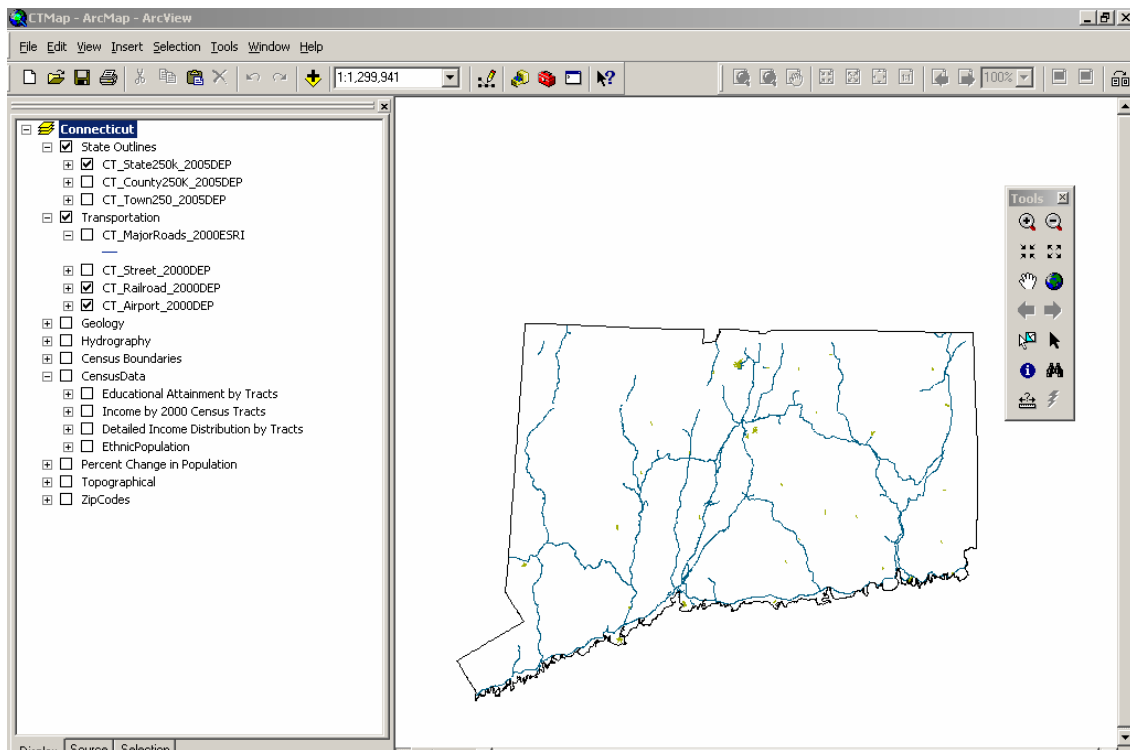 CTMap - ArcMap - ArcView
File Edit View Insert Selection Tools Window Help
1:1,299,941
100%
Connecticut
State Outlines
CT_State250k_2005DEP
CT_County250K_2005DEP
CT_Town250_2005DEP
Transportation
CT_MajorRoads_2000ESRI
CT_Street_2000DEP
CT_Railroad_2000DEP
CT_Airport_2000DEP
Geology
Hydrography
Census Boundaries
CensusData
Educational Attainment by Tracts
Income by 2000 Census Tracts
Detailed Income Distribution by Tracts
EthnicPopulation
Percent Change in Population
Topographical
ZipCodes
Tools
Display Source Selection